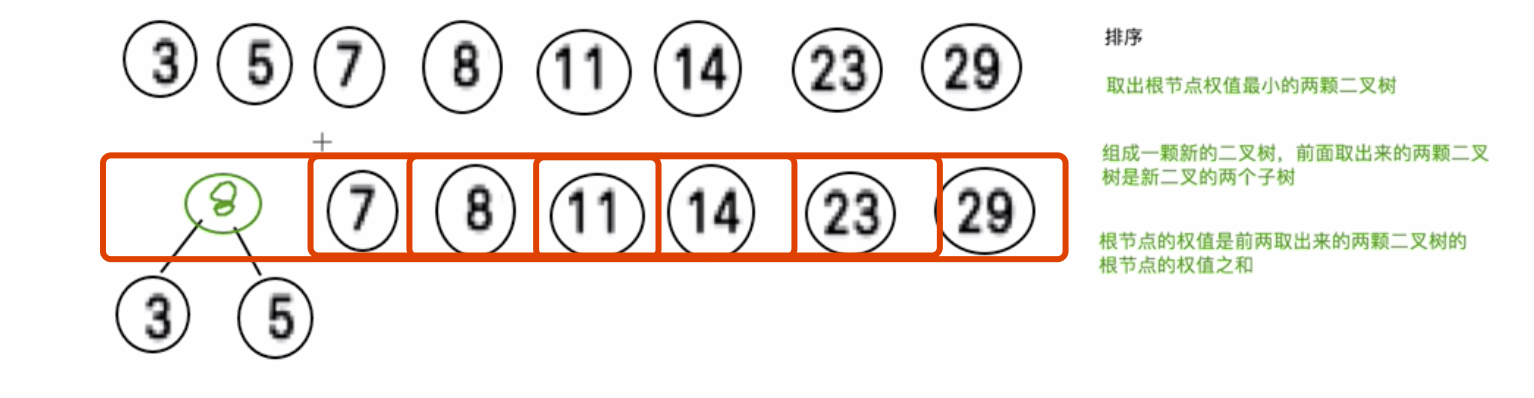 3 5 7 8 11 14 23 29
排序
取出根节点权值最小的两颗二叉树
8 7 8 11 14 23 29
组成一颗新的二叉树，前面取出来的两颗二叉
树是新二叉的两个子树
根节点的权值是前两取出来的两颗二叉树的
根节点的权值之和
3 5